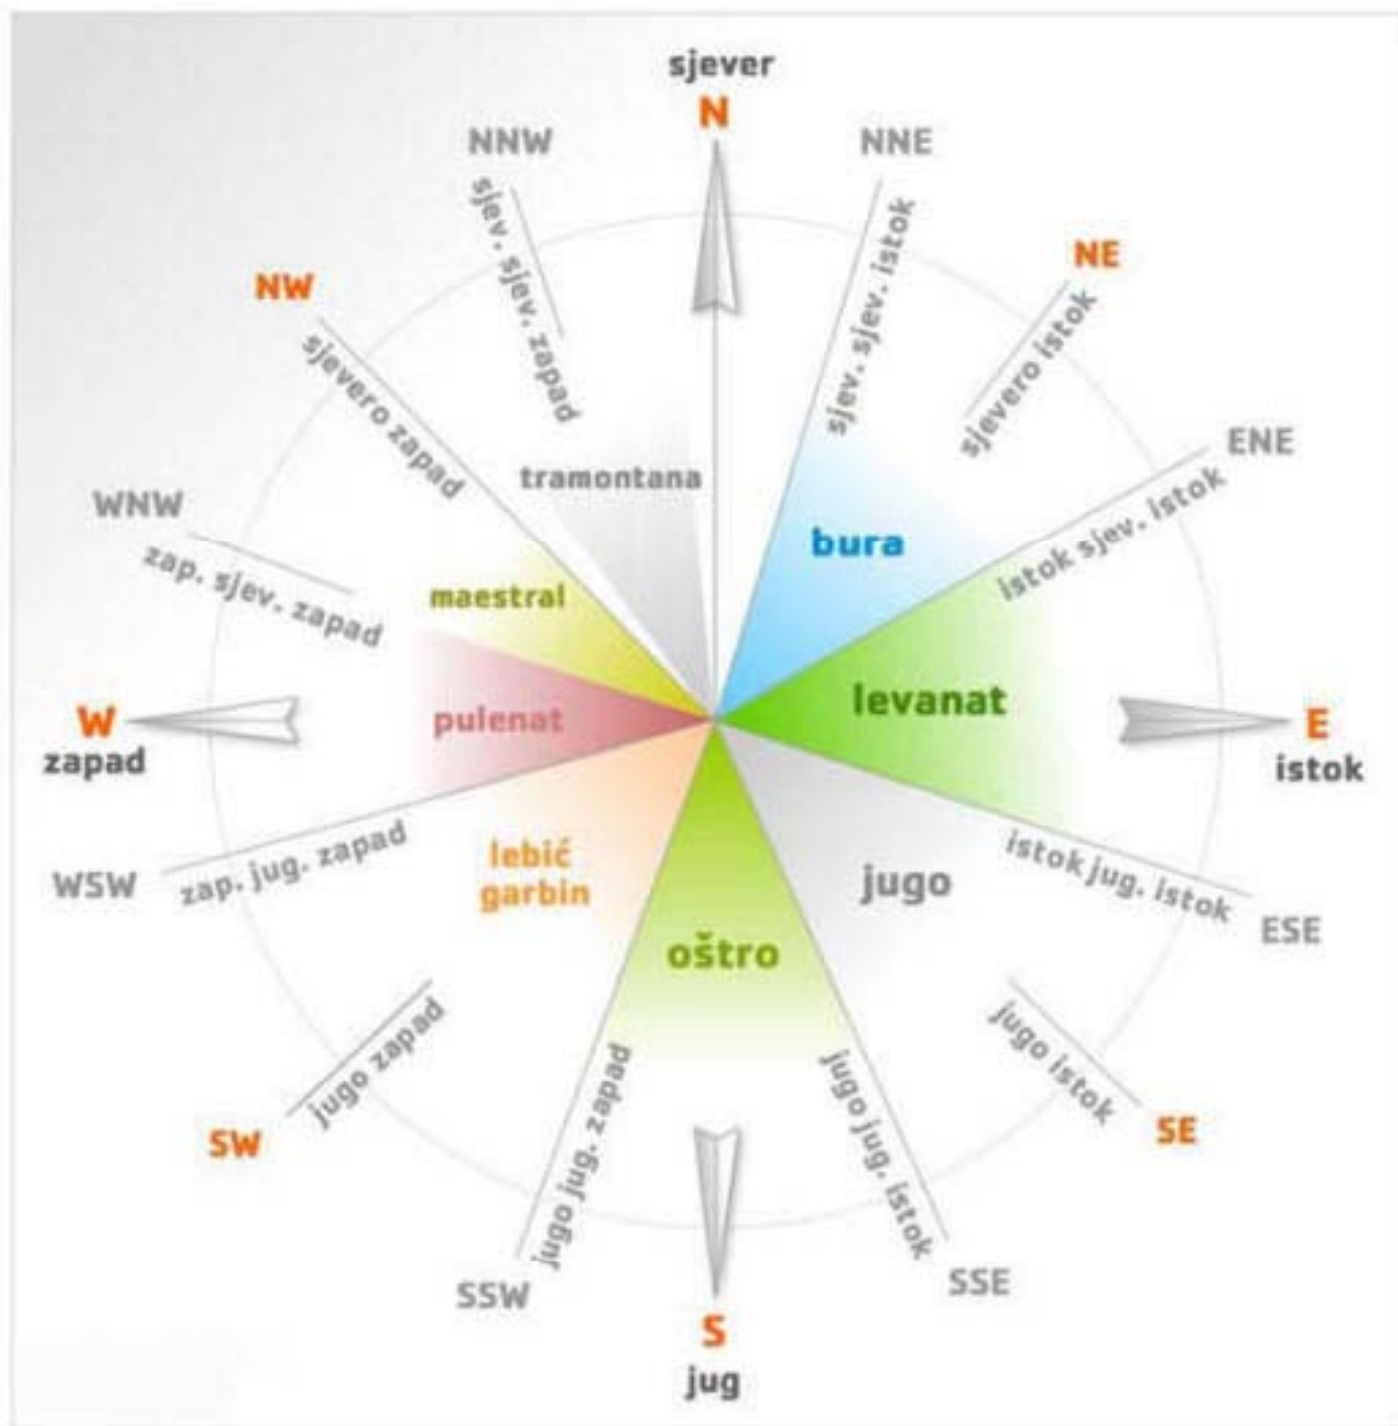 sjever
N
NNW
NNE
sjev. sjev. zapad
sjev. sjev. istok
NW
NE
sjevero zapad
sjevero istok
ENE
istok sjev. istok
tramontana
WNW
zap. sjev. zapad
bura
maestral
levanat
pulenat
W
zapad
E
istok
WSW
zap. jug. zapad
lebić
garbin
jugo
istok jug. istok
ESE
oštro
SW
jugo zapad
jugo istok
SE
jugo jug. zapad
jugo jug. istok
SSW
SSE
S
jug